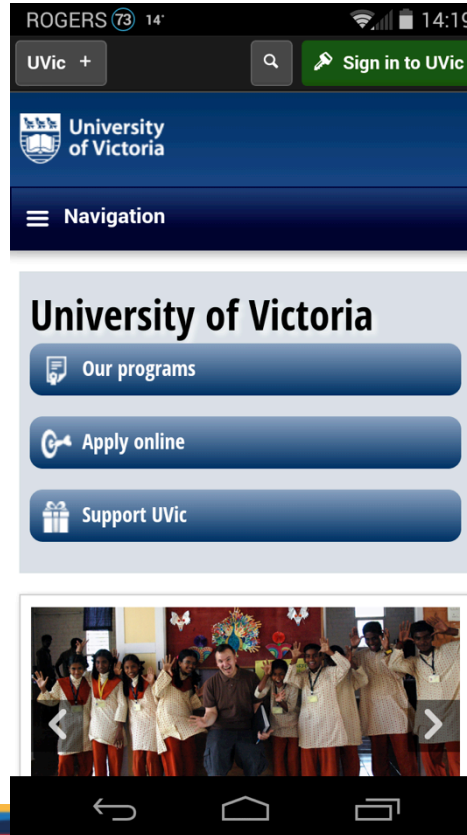 ROGERS 73 14°
14:19
UVic +
Sign in to UVic
University
of Victoria
Navigation
University of Victoria
Our programs
Apply online
Support UVic